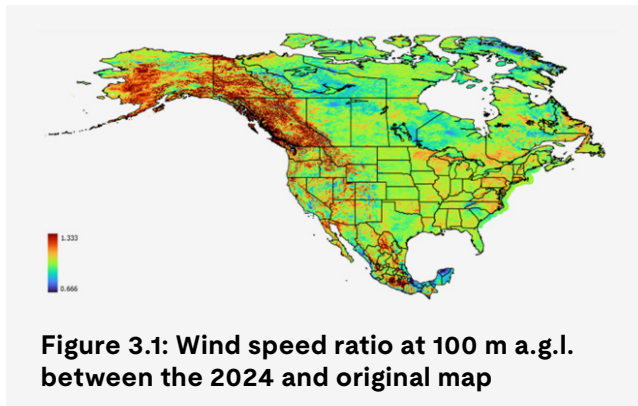 1.333
0.666
Figure 3.1: Wind speed ratio at 100 m a.g.l.
between the 2024 and original map